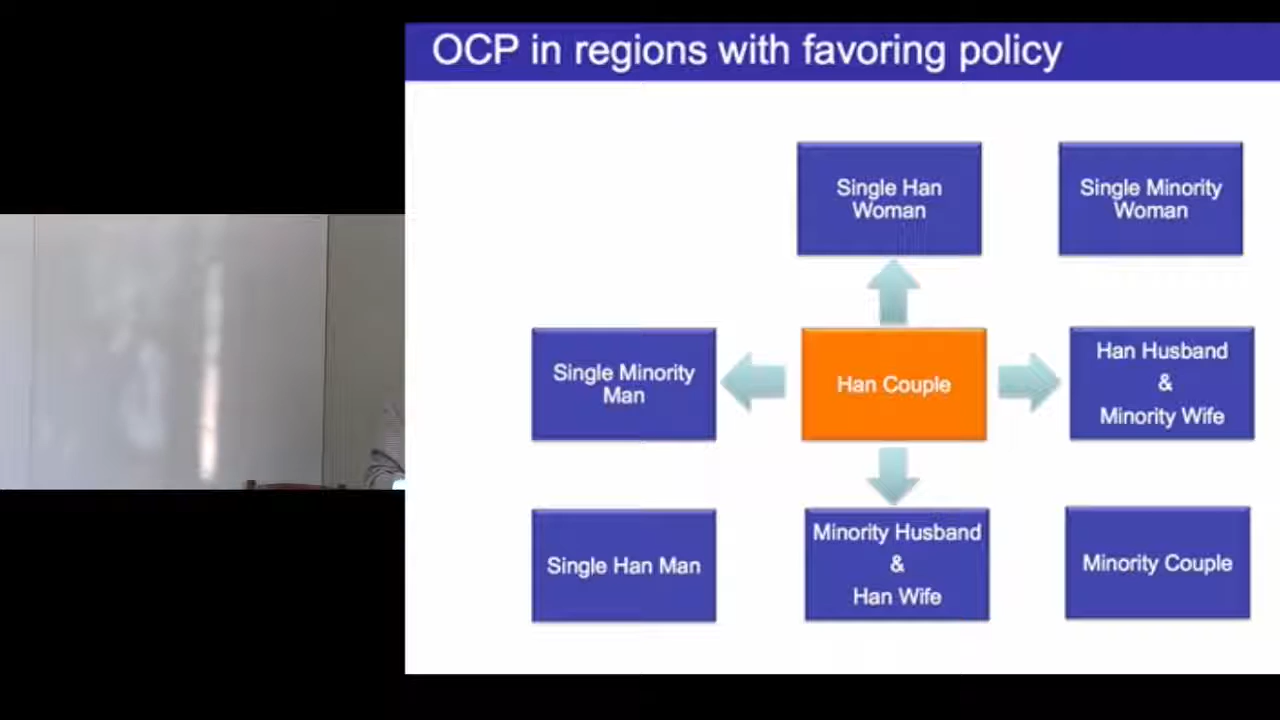 OCP in regions with favoring policy
Single Han
Woman
Single Minority
Woman
Single Minority
Man
Han Couple
Han Husband
&
Minority Wife
Single Han Man
Minority Husband
&
Han Wife
Minority Couple